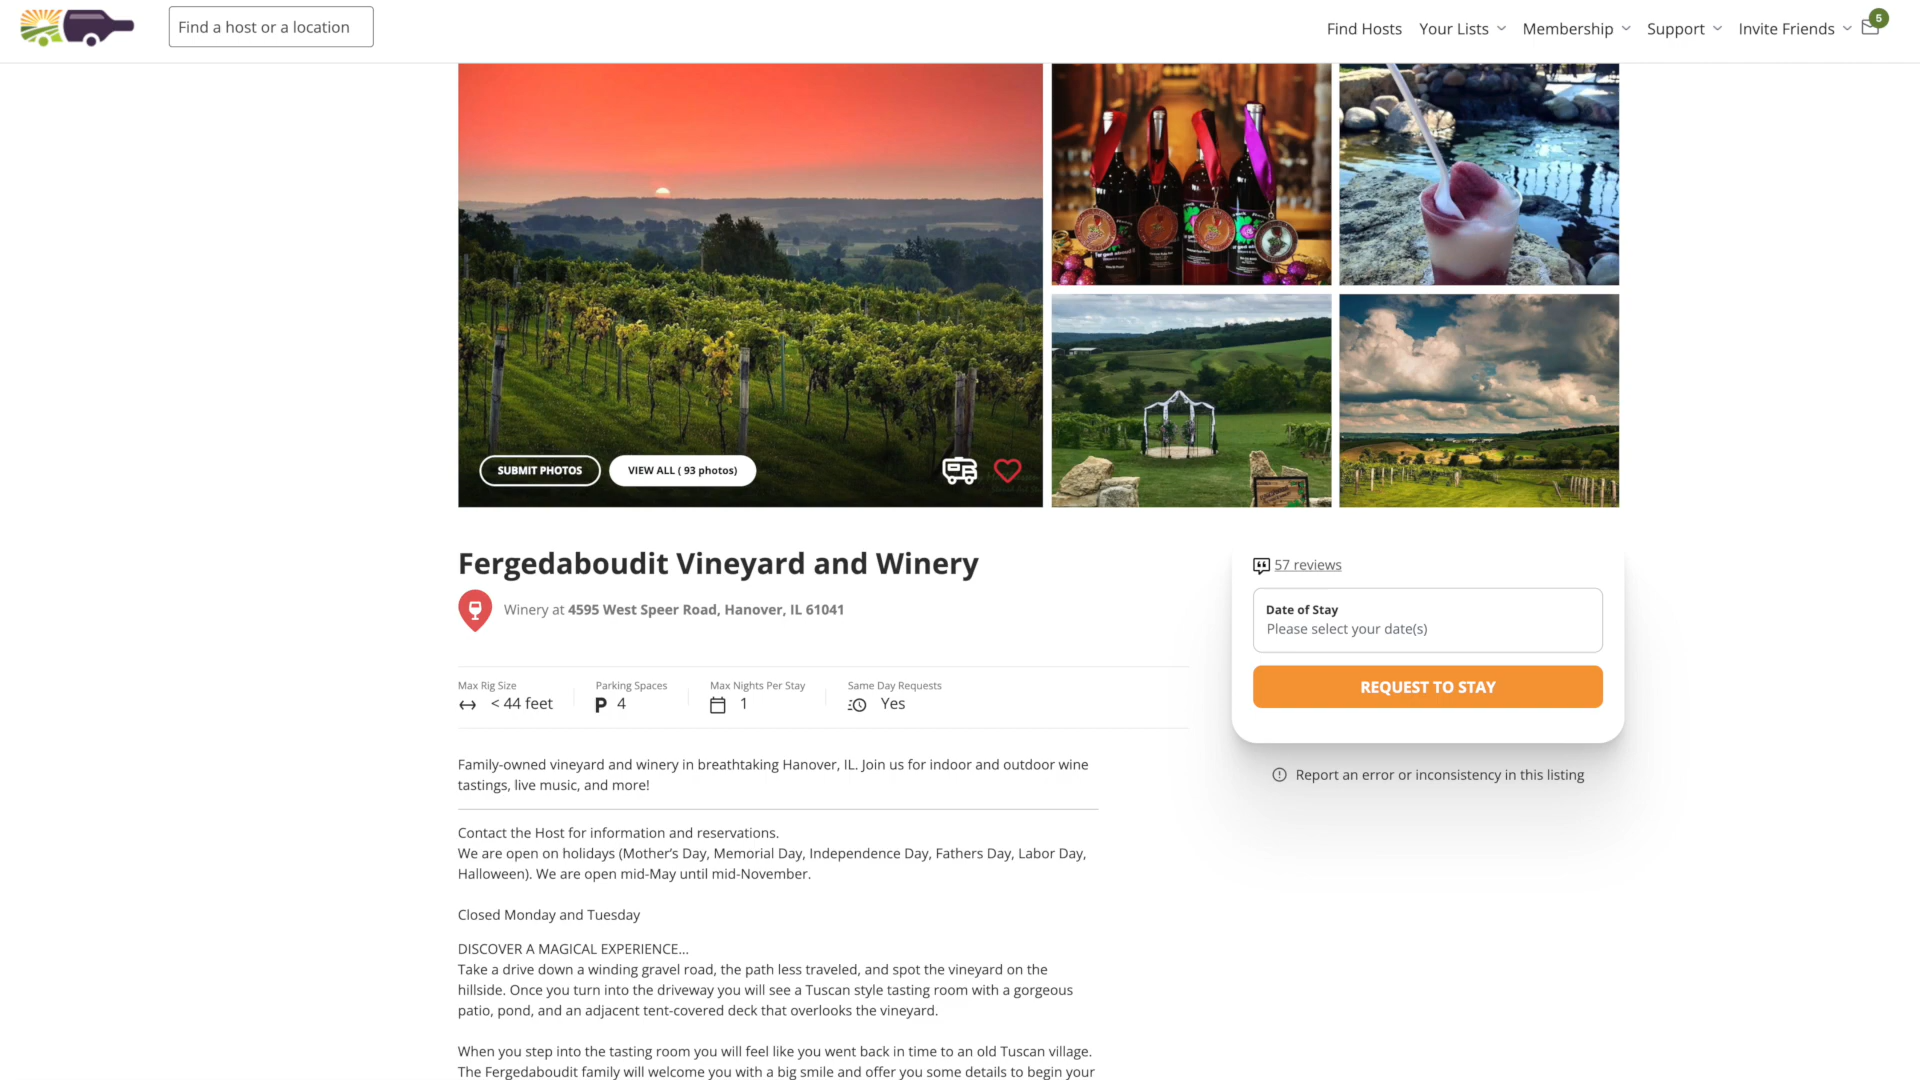 Find a host or a location
Find Hosts
Your Lists
Membership
Support
Invite Friends
5
SUBMIT PHOTOS
VIEW ALL ( 93 photos)
Fergedaboudit Vineyard and Winery
Winery at 4595 West Speer Road, Hanover, IL 61041
Max Rig Size
< 44 feet
Parking Spaces
P 4
Max Nights Per Stay
1
Same Day Requests
Yes
57 reviews
Date of Stay
Please select your date(s)
REQUEST TO STAY
Report an error or inconsistency in this listing
Family-owned vineyard and winery in breathtaking Hanover, IL. Join us for indoor and outdoor wine
tastings, live music, and more!
Contact the Host for information and reservations.
We are open on holidays (Mother’s Day, Memorial Day, Independence Day, Fathers Day, Labor Day,
Halloween). We are open mid-May until mid-November.
Closed Monday and Tuesday
DISCOVER A MAGICAL EXPERIENCE...
Take a drive down a winding gravel road, the path less traveled, and spot the vineyard on the
hillside. Once you turn into the driveway you will see a Tuscan style tasting room with a gorgeous
patio, pond, and an adjacent tent-covered deck that overlooks the vineyard.
When you step into the tasting room you will feel like you went back in time to an old Tuscan village.
The Fergedaboudit family will welcome you with a big smile and offer you some details to begin your